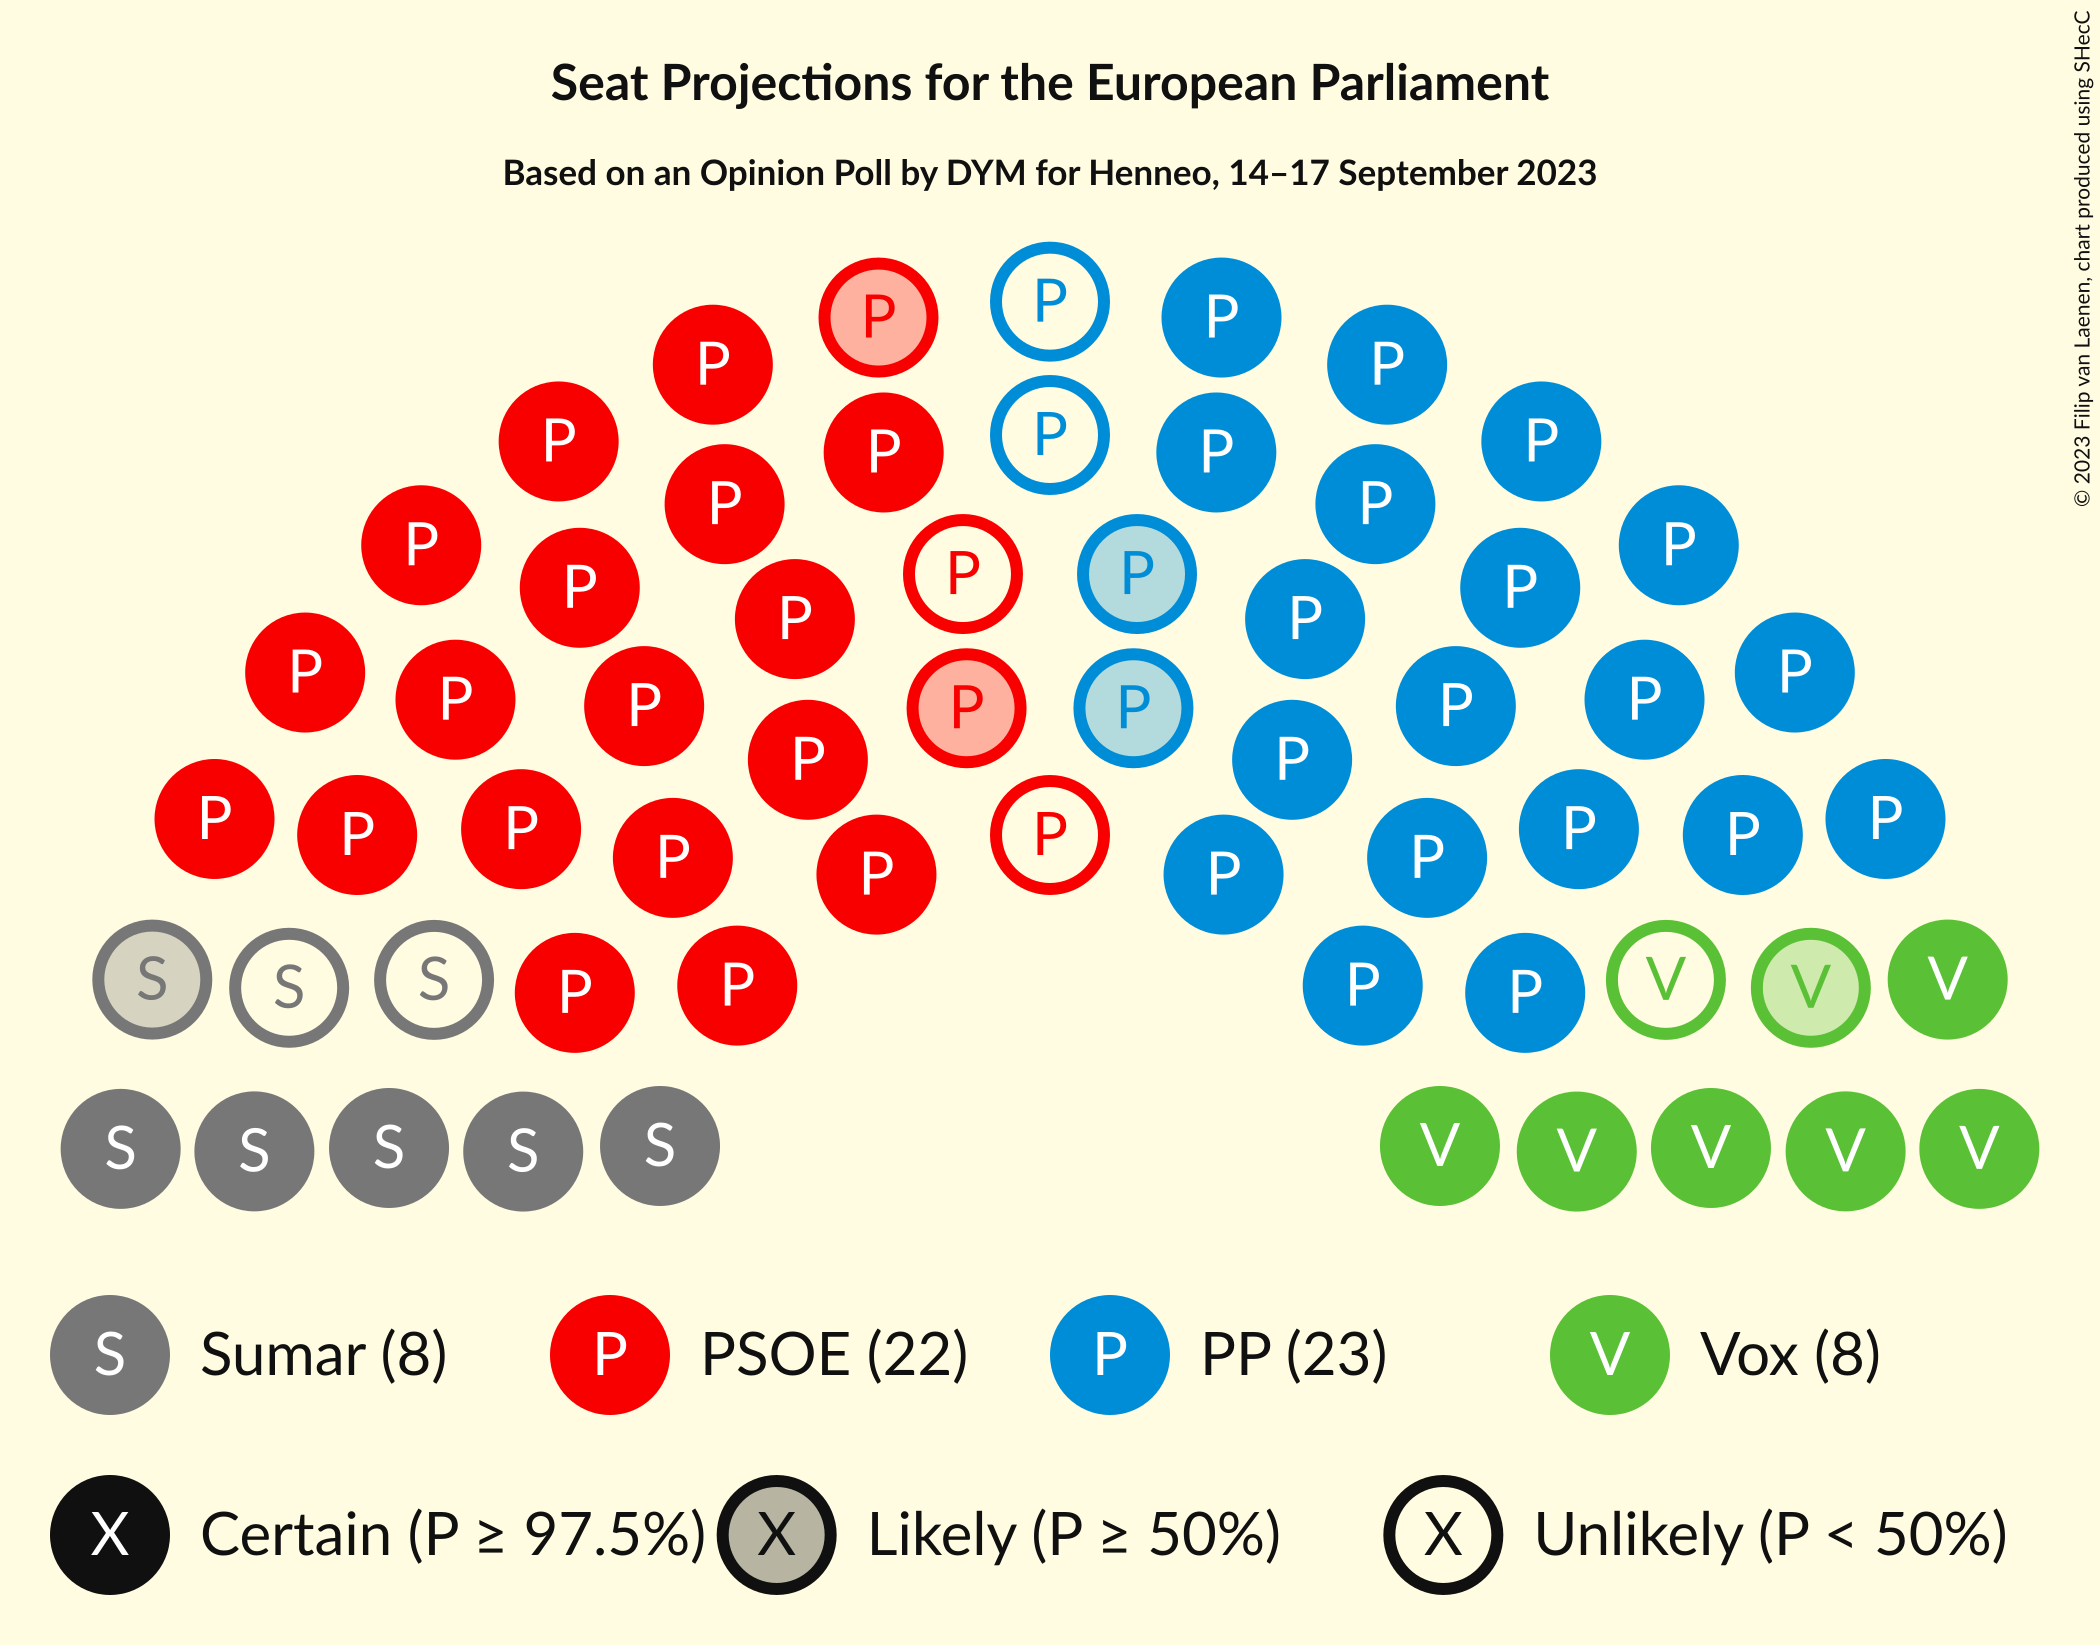 Seat Projections for the European Parliament
Based on an Opinion Poll by DYM for Henneo, 14–17 September 2023
© 2023 Filip van Laenen, chart produced using SHecC
P
P P P P
P P
P P P P
P P
P P P P
P P
P P P P
P P P P
P P P P
P P P P
P P P P
P P P P
P P P P P
P P
S S S P P P P V V V
S S S S S V V V V V
S Sumar (8) P PSOE (22) P PP (23) V Vox (8)
X Certain (P ≥ 97.5%) X Likely (P ≥ 50%) X Unlikely (P < 50%)